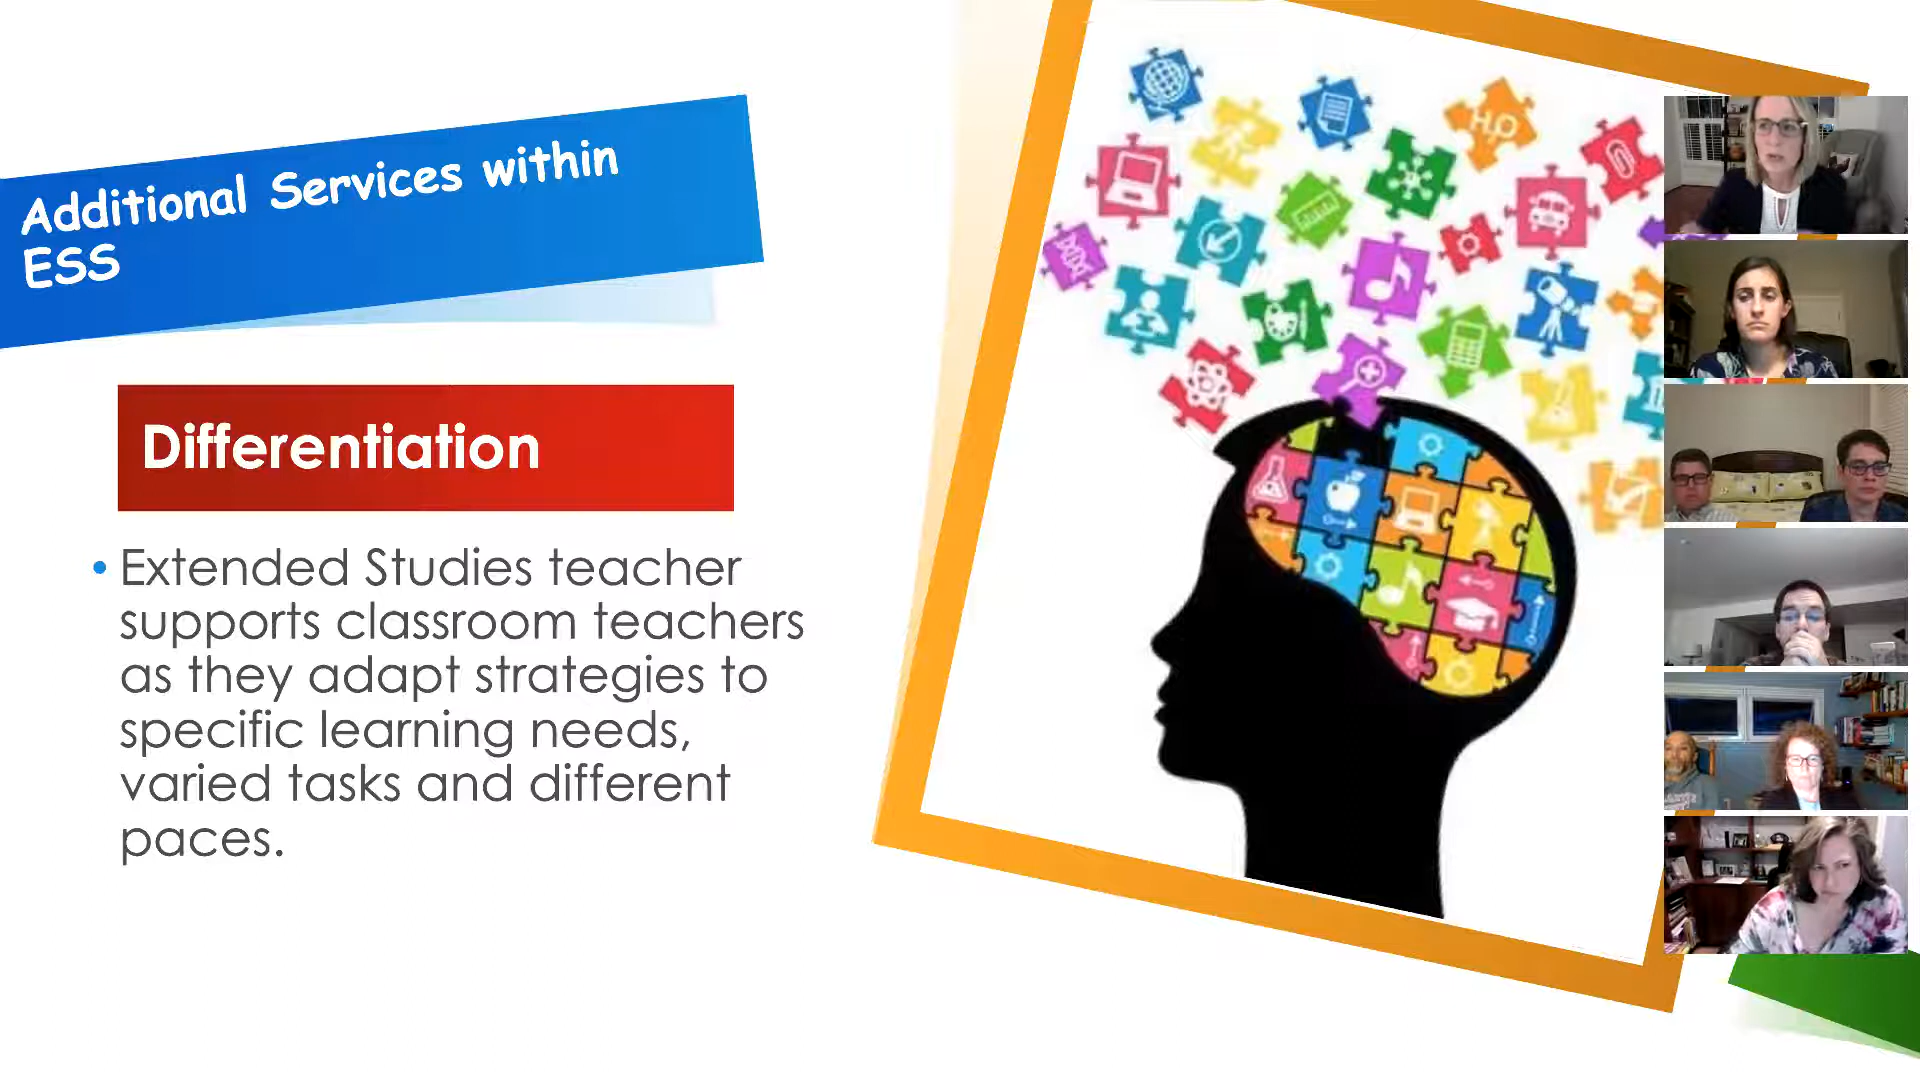 Additional Services within
ESS
Differentiation
• Extended Studies teacher
supports classroom teachers
as they adapt strategies to
specific learning needs,
varied tasks and different
paces.
H₂O